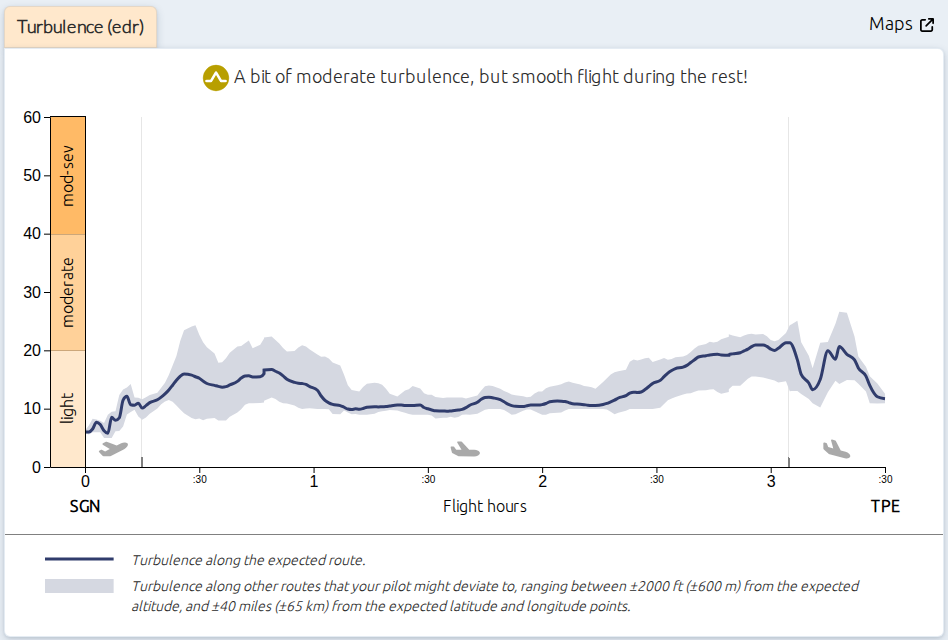 Turbulence (edr)
Maps
A bit of moderate turbulence, but smooth flight during the rest!
60
50
40
30
20
10
0
mod-sev
moderate
light
0 :30 1 :30 2 :30 3 :30
SGN Flight hours TPE
Turbulence along the expected route.
Turbulence along other routes that your pilot might deviate to, ranging between ±2000 ft (±600 m) from the expected
altitude, and ±40 miles (±65 km) from the expected latitude and longitude points.